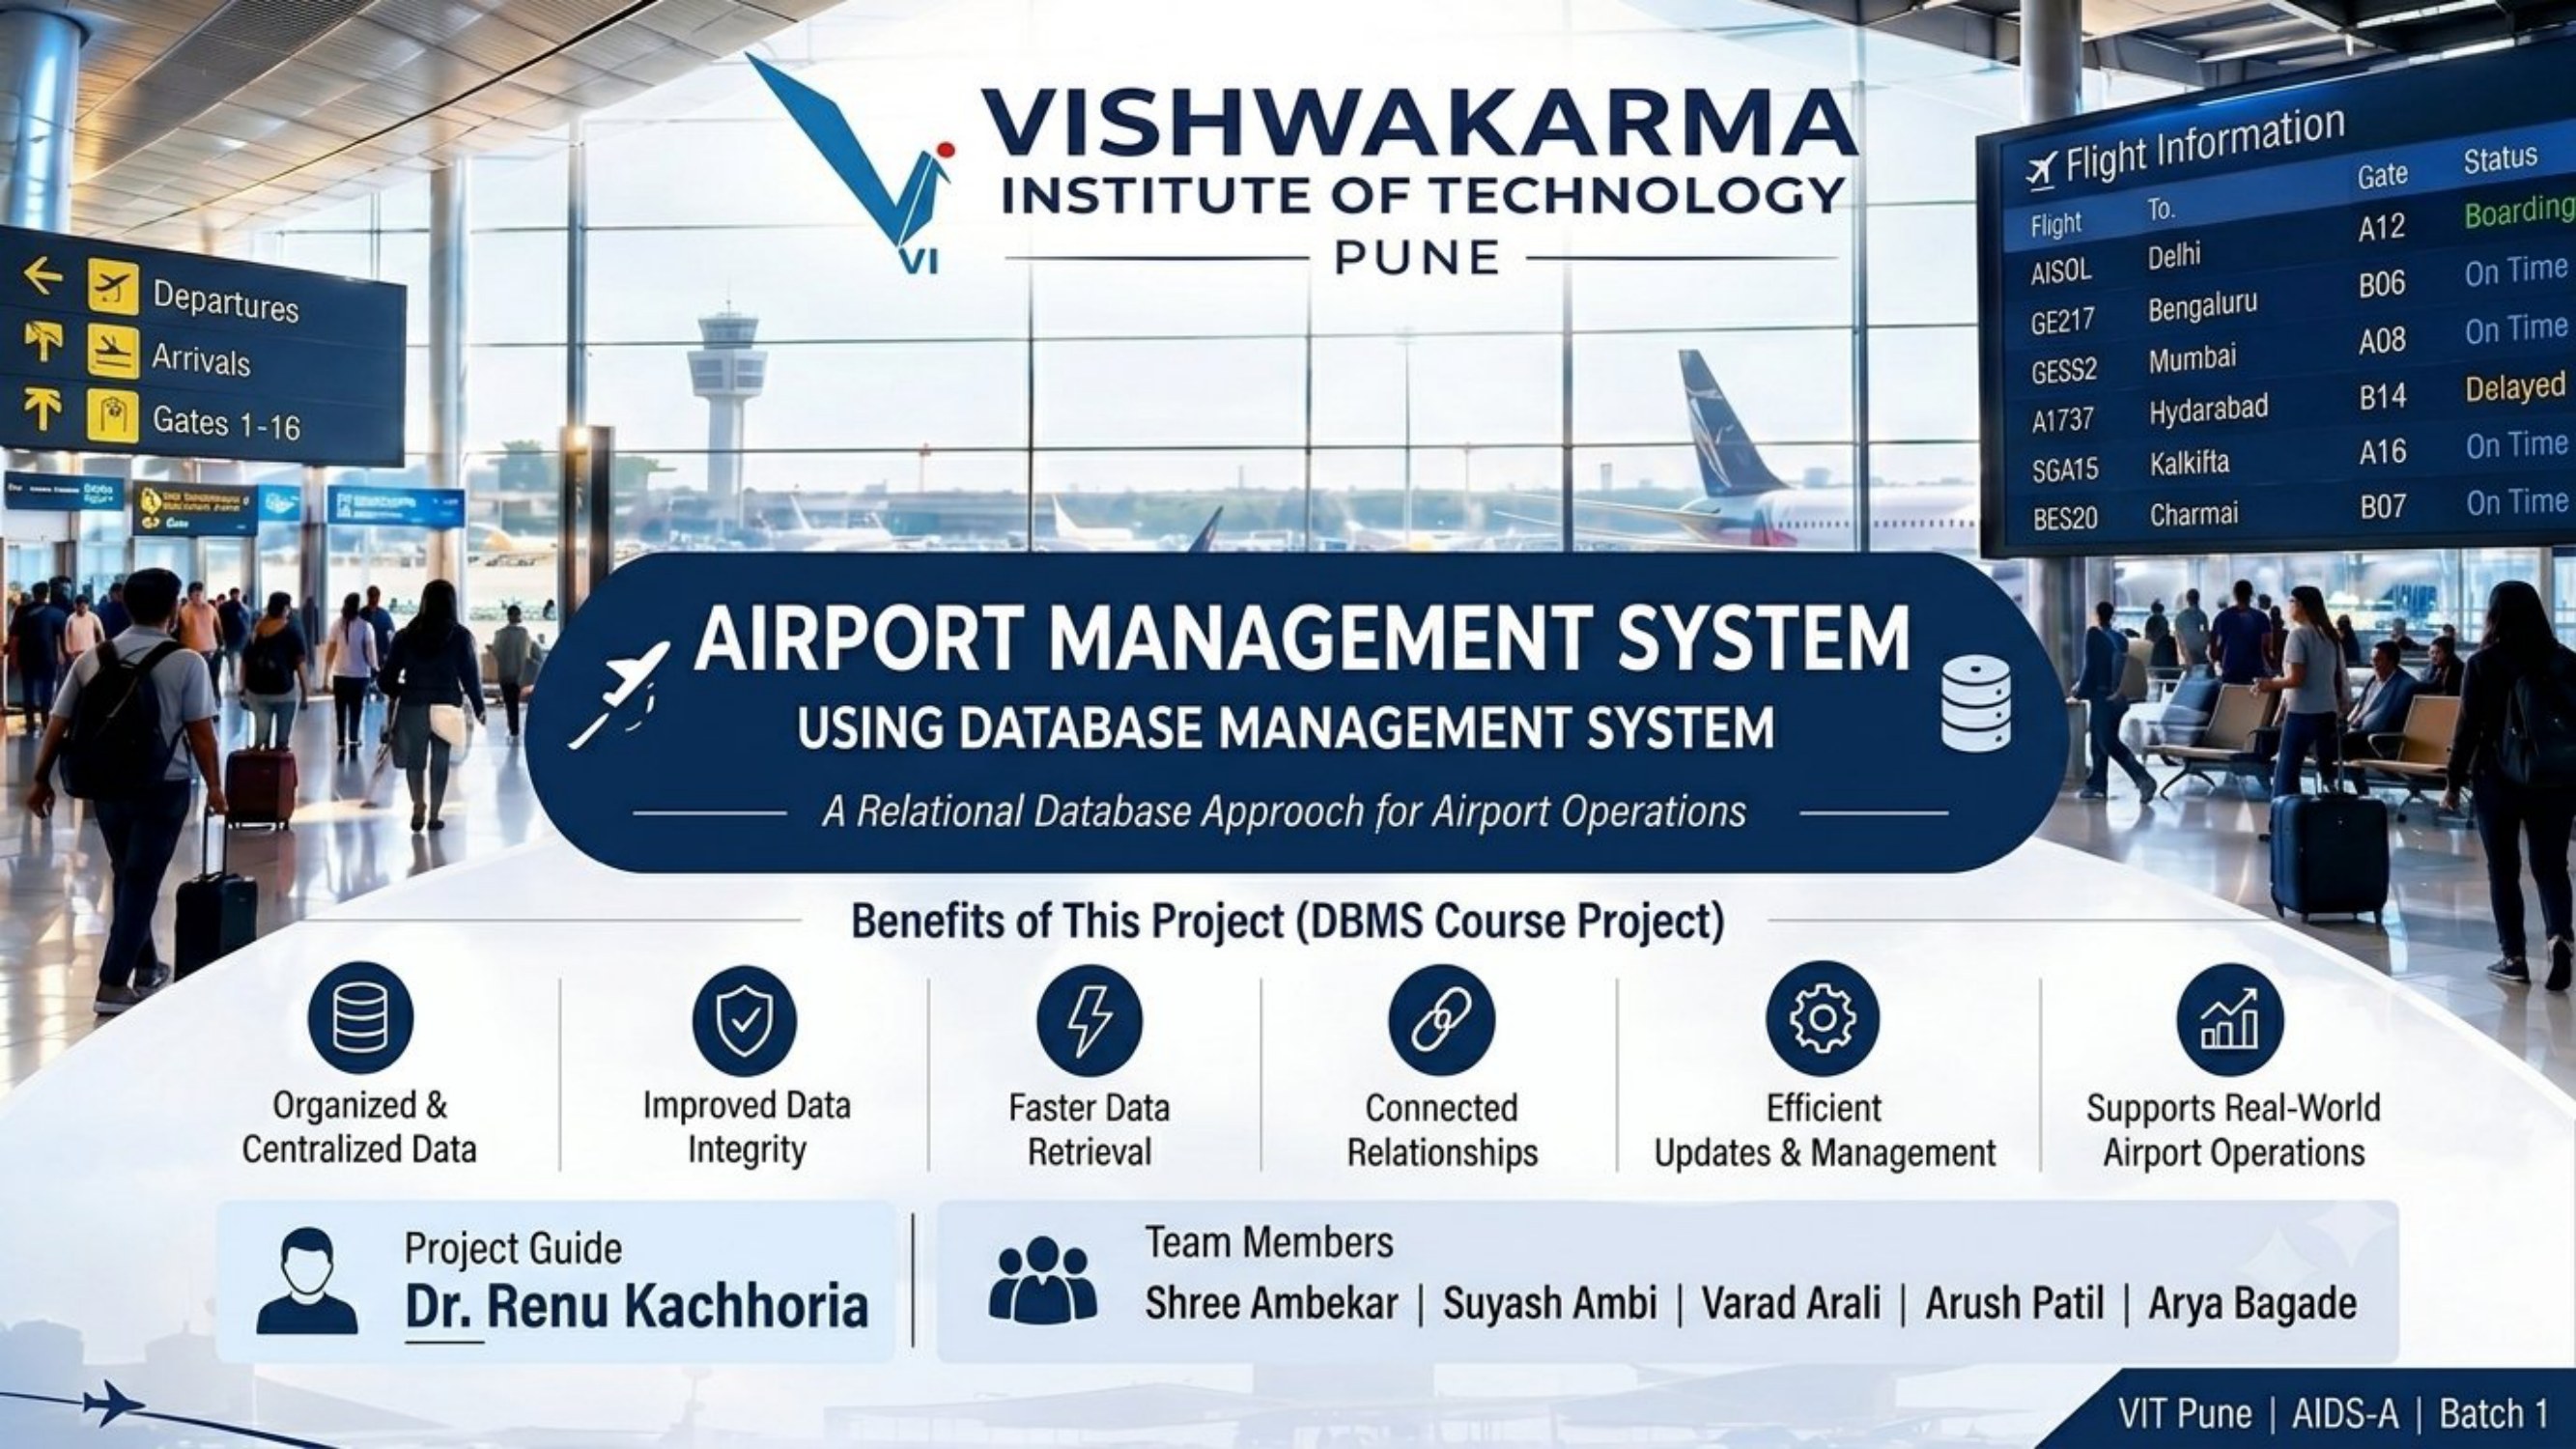 VISHWAKARMA
INSTITUTE OF TECHNOLOGY
PUNE
VI
Departures
Arrivals
Gates 1-16
Flight Information
Flight To. Gate Status
AISOL Delhi A12 Boarding
GE217 Bengaluru B06 On Time
GESS2 Mumbai A08 On Time
A1737 Hydarabad B14 Delayed
SGA15 Kalkifta A16 On Time
BES20 Charmai B07 On Time
AIRPORT MANAGEMENT SYSTEM
USING DATABASE MANAGEMENT SYSTEM
A Relational Database Approoch for Airport Operations
Benefits of This Project (DBMS Course Project)
Organized &
Centralized Data
Improved Data
Integrity
Faster Data
Retrieval
Connected
Relationships
Efficient
Updates & Management
Supports Real-World
Airport Operations
Project Guide
Dr. Renu Kachhoria
Team Members
Shree Ambekar | Suyash Ambi | Varad Arali | Arush Patil | Arya Bagade
VIT Pune | AIDS-A | Batch 1